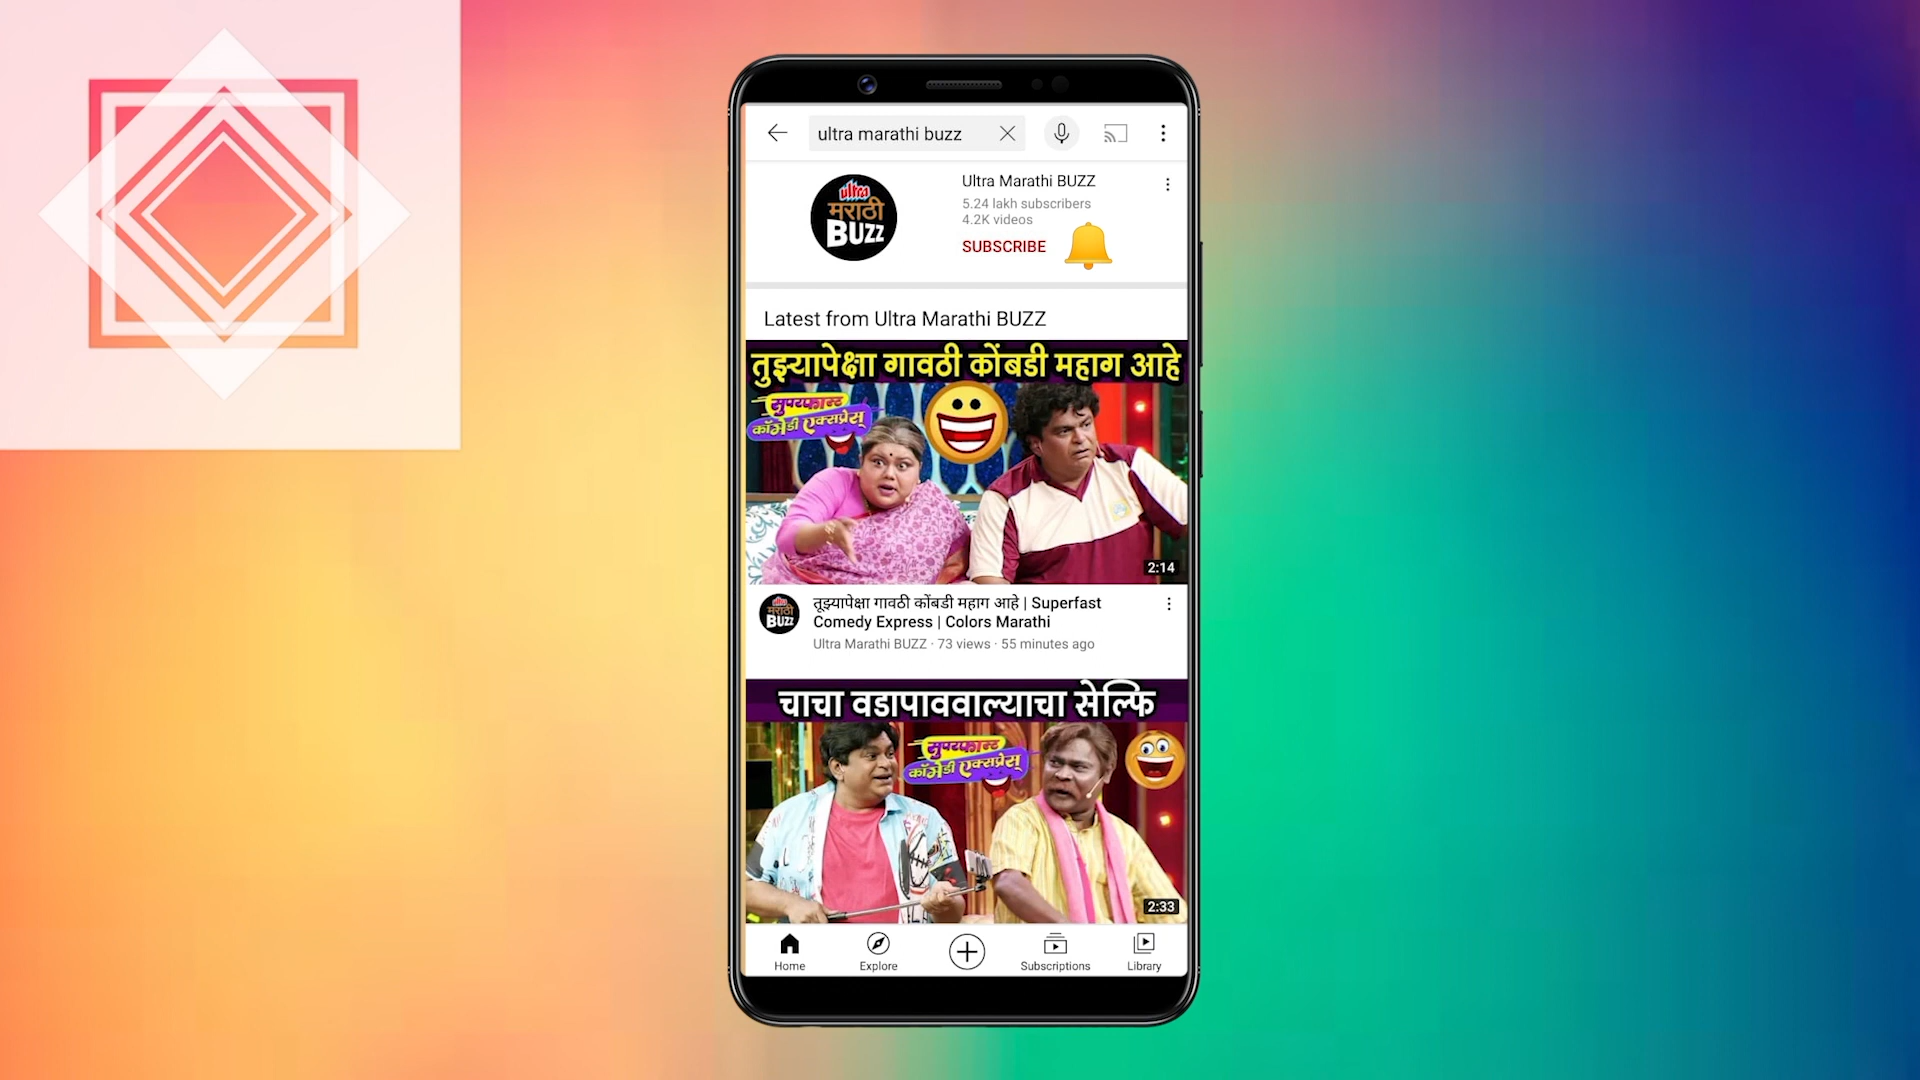 ultra marathi buzz
ultra
मराठी
BUZZ
Ultra Marathi BUZZ
5.24 lakh subscribers
4.2K videos
SUBSCRIBE
Latest from Ultra Marathi BUZZ
तुझ्यापेक्षा गावठी कोंबडी महाग आहे
सुपरफास्ट
कॉमेडी एक्सप्रेस्
2:14
ultra
मराठी
BUZZ
तूझ्यापेक्षा गावठी कोंबडी महाग आहे | Superfast
Comedy Express | Colors Marathi
Ultra Marathi BUZZ · 73 views · 55 minutes ago
चाचा वडापाववाल्याचा सेल्फि
सुपरफास्ट
कॉमेडी एक्सप्रेस्
2:33
Home
Explore
Subscriptions
Library